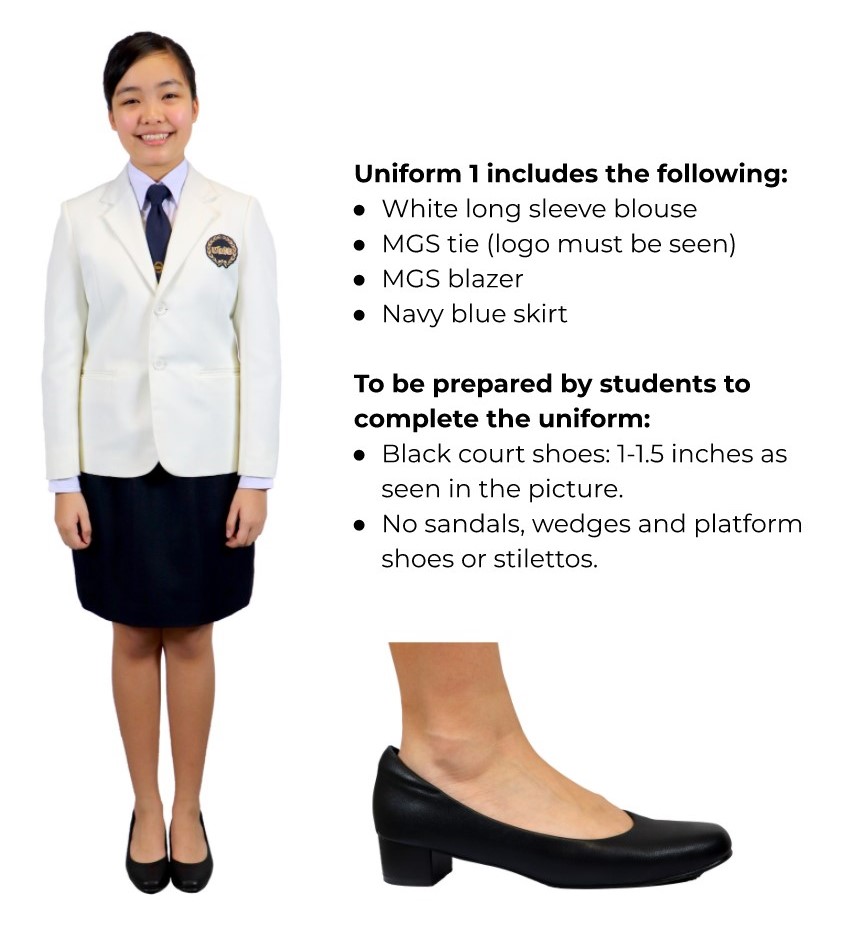 Uniform 1 includes the following:
● White long sleeve blouse
● MGS tie (logo must be seen)
● MGS blazer
● Navy blue skirt
To be prepared by students to
complete the uniform:
● Black court shoes: 1-1.5 inches as
seen in the picture.
● No sandals, wedges and platform
shoes or stilettos.